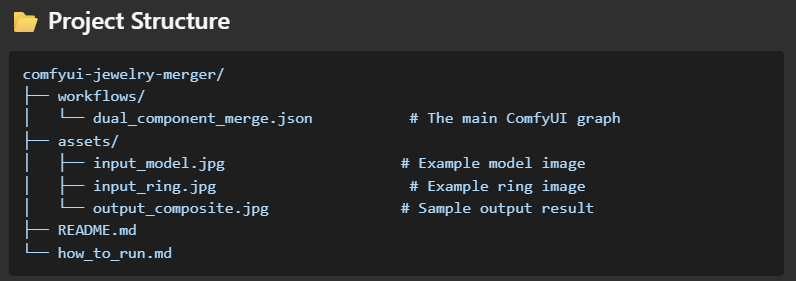 📂 Project Structure
comfyui-jewelry-merger/
├── workflows/
│   └── dual_component_merge.json           # The main ComfyUI graph
├── assets/
│   ├── input_model.jpg                    # Example model image
│   ├── input_ring.jpg                      # Example ring image
│   └── output_composite.jpg               # Sample output result
├── README.md
└── how_to_run.md